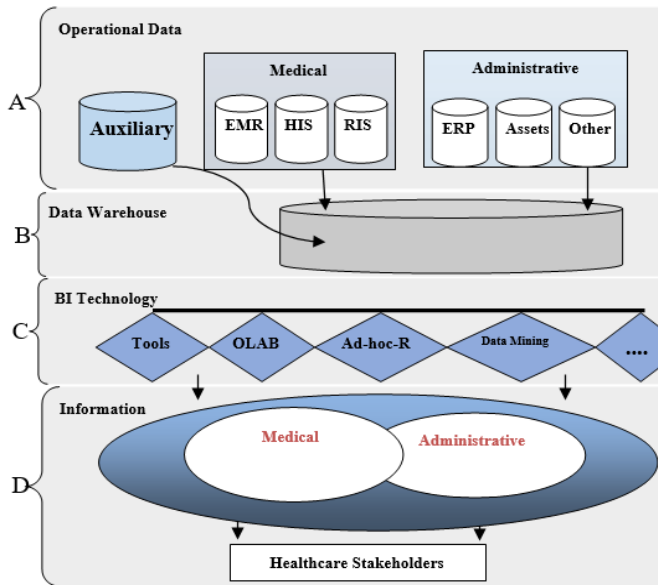 Operational Data
Medical
Administrative
A
Auxiliary
EMR
HIS
RIS
ERP
Assets
Other
Data Warehouse
B
BI Technology
C
Tools
OLAB
Ad-hoc-R
Data Mining
....
Information
Medical
Administrative
D
Healthcare Stakeholders